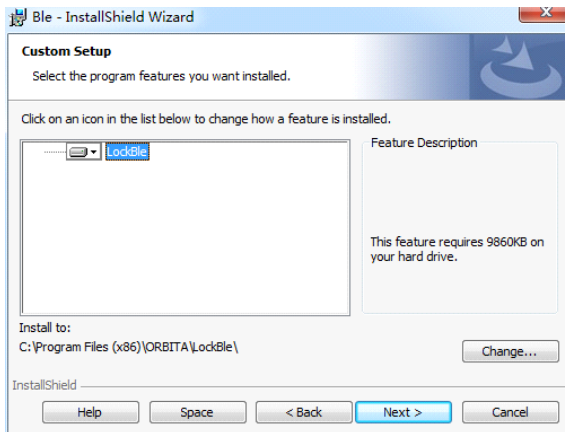 Ble - InstallShield Wizard
Custom Setup
Select the program features you want installed.
Click on an icon in the list below to change how a feature is installed.
LockBle
Feature Description
This feature requires 9860KB on
your hard drive.
Install to:
C:\Program Files (x86)\ORBITA\LockBle\
Change...
InstallShield
Help
Space
< Back
Next >
Cancel